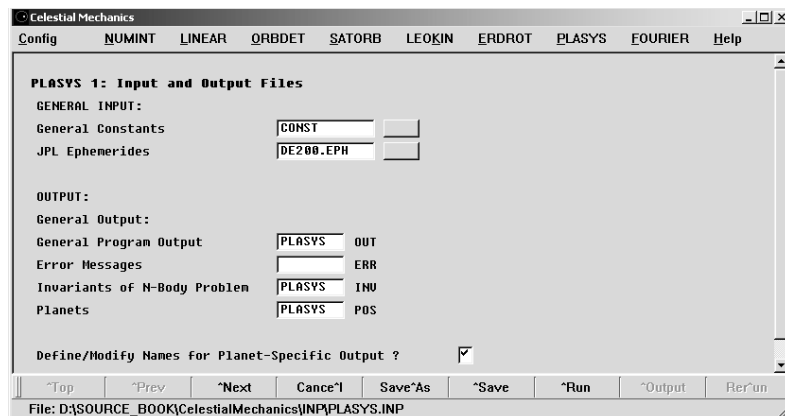 Celestial Mechanics
Config NUMINT LINEAR ORBDET SATORB LEOKIN ERDROT PLASYS FOURIER Help
PLASYS 1: Input and Output Files
GENERAL INPUT:
General Constants CONST
JPL Ephemerides DE200.EPH
OUTPUT:
General Output:
General Program Output PLASYS OUT
Error Messages ERR
Invariants of N-Body Problem PLASYS INV
Planets PLASYS POS
Define/Modify Names for Planet-Specific Output ?
^Top ^Prev ^Next Cance^l Save^As ^Save ^Run ^Output Rer^un
File: D:\SOURCE_BOOK\CelestialMechanics\INP\PLASYS.INP